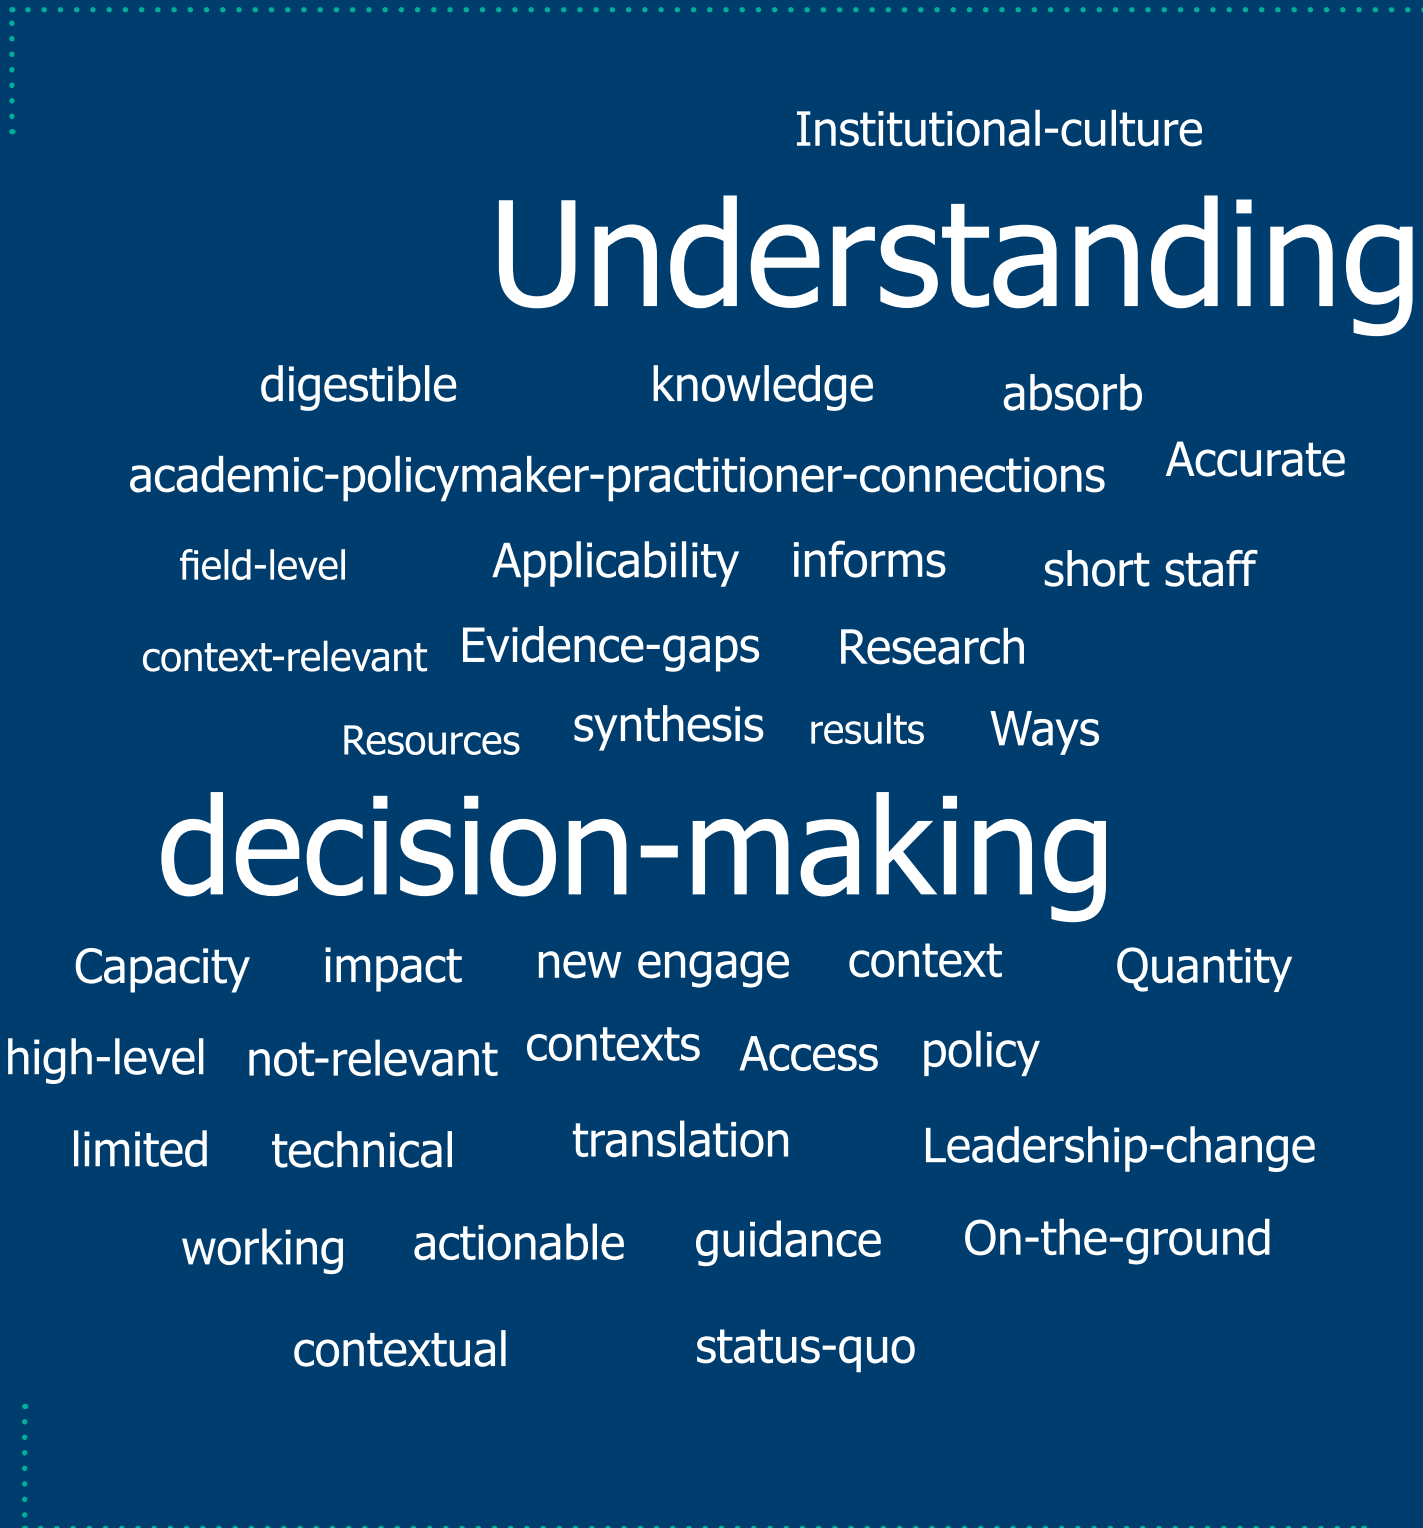 Institutional-culture
Understanding
digestible knowledge absorb
academic-policymaker-practitioner-connections Accurate
field-level Applicability informs short staff
context-relevant Evidence-gaps Research
Resources synthesis results Ways
decision-making
Capacity impact new engage context Quantity
high-level not-relevant contexts Access policy
limited technical translation Leadership-change
working actionable guidance On-the-ground
contextual status-quo